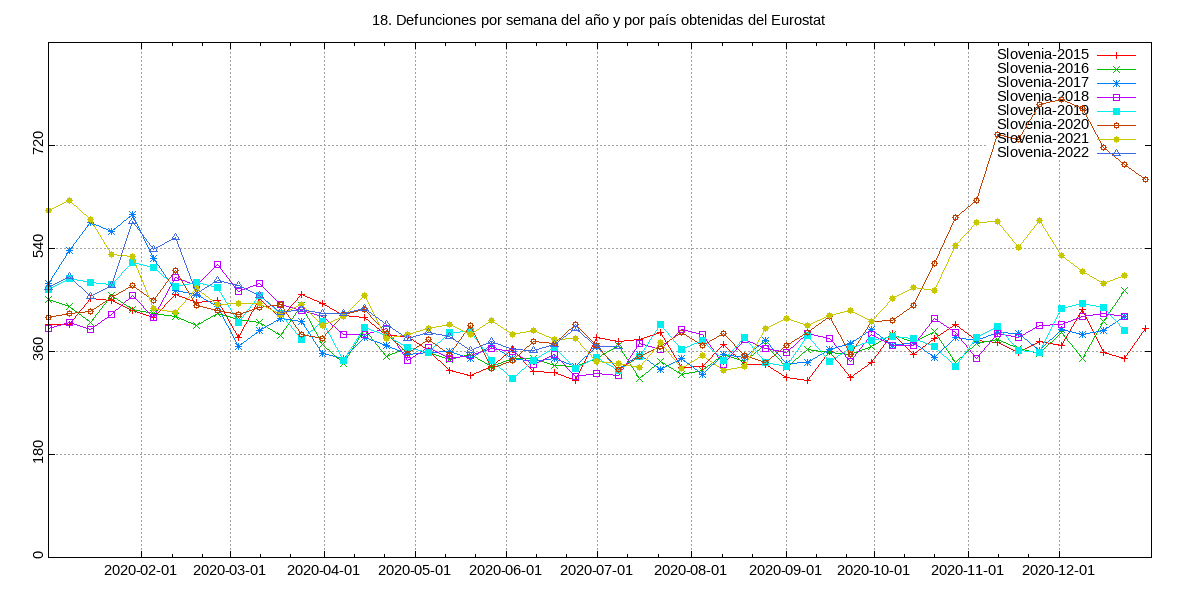 18. Defunciones por semana del año y por país obtenidas del Eurostat
Slovenia-2015
Slovenia-2016
Slovenia-2017
Slovenia-2018
Slovenia-2019
Slovenia-2020
Slovenia-2021
Slovenia-2022
720
540
360
180
0
2020-02-01 2020-03-01 2020-04-01 2020-05-01 2020-06-01 2020-07-01 2020-08-01 2020-09-01 2020-10-01 2020-11-01 2020-12-01